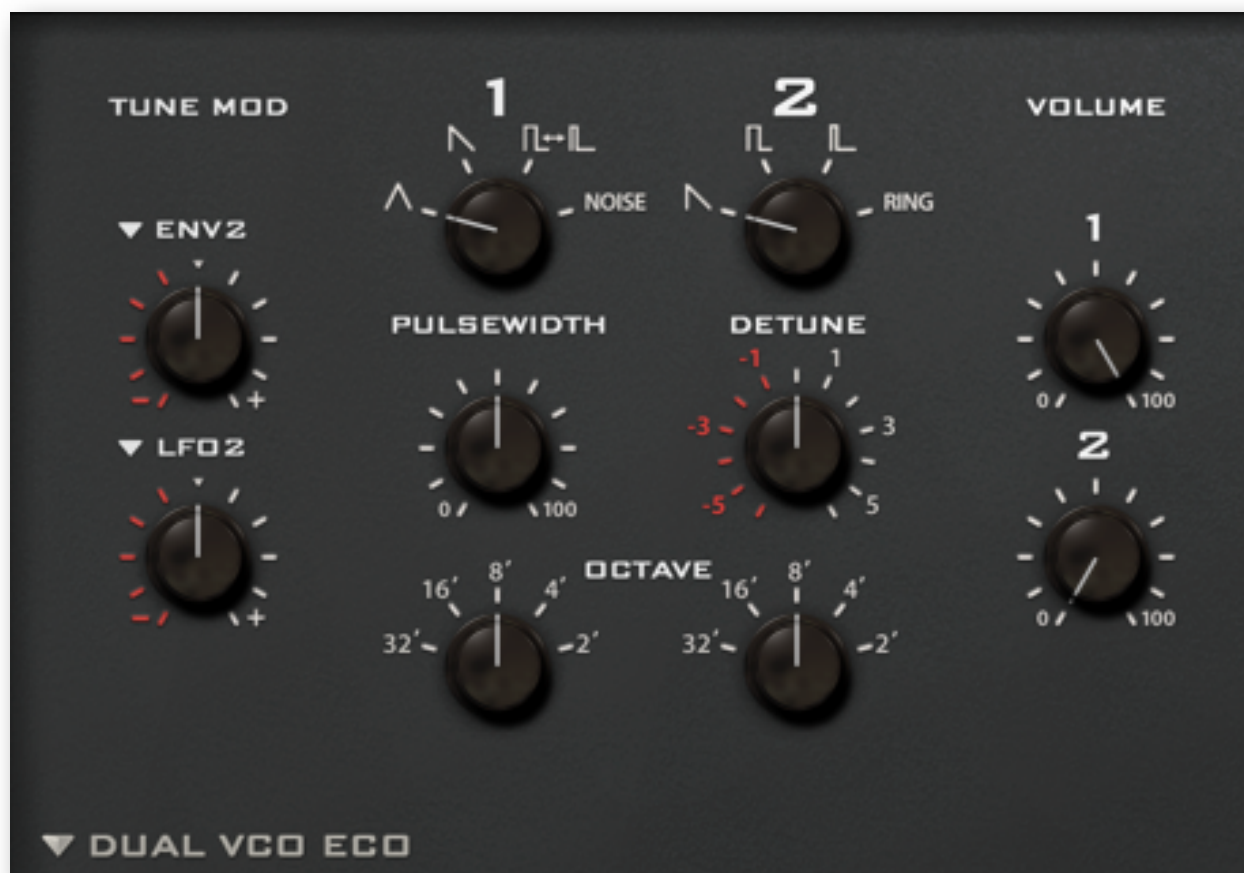 TUNE MOD
1
2
VOLUME
NOISE
RING
ENV2
1
PULSEWIDTH
DETUNE
-1
1
-3
3
0
100
-5
5
- +
0 100
LFO2
2
OCTAVE
32' 16' 8' 4' 2'
32' 16' 8' 4' 2'
- +
0 100
DUAL VCO ECO